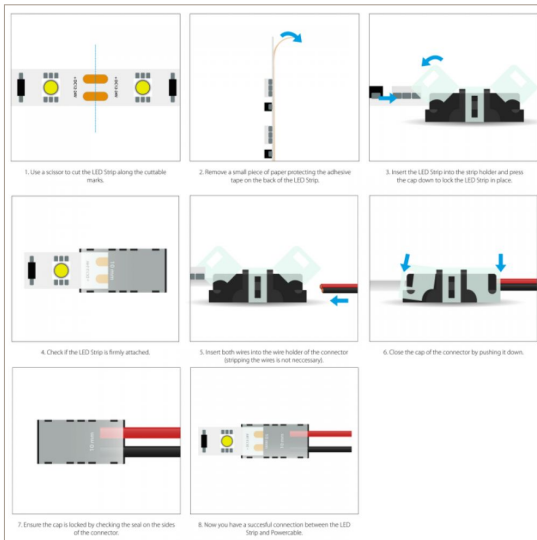 1. Use a scissor to cut the LED Strip along the cuttable
marks.
2. Remove a small piece of paper protecting the adhesive
tape on the back of the LED Strip.
3. Insert the LED Strip into the strip holder and press
the cap down to lock the LED Strip in place.
4. Check if the LED Strip is firmly attached.
5. Insert both wires into the wire holder of the connector
(stripping the wires is not neccessary).
6. Close the cap of the connector by pushing it down.
7. Ensure the cap is locked by checking the seal on the sides
of the connector.
8. Now you have a succesful connection between the LED
Strip and Powercable.